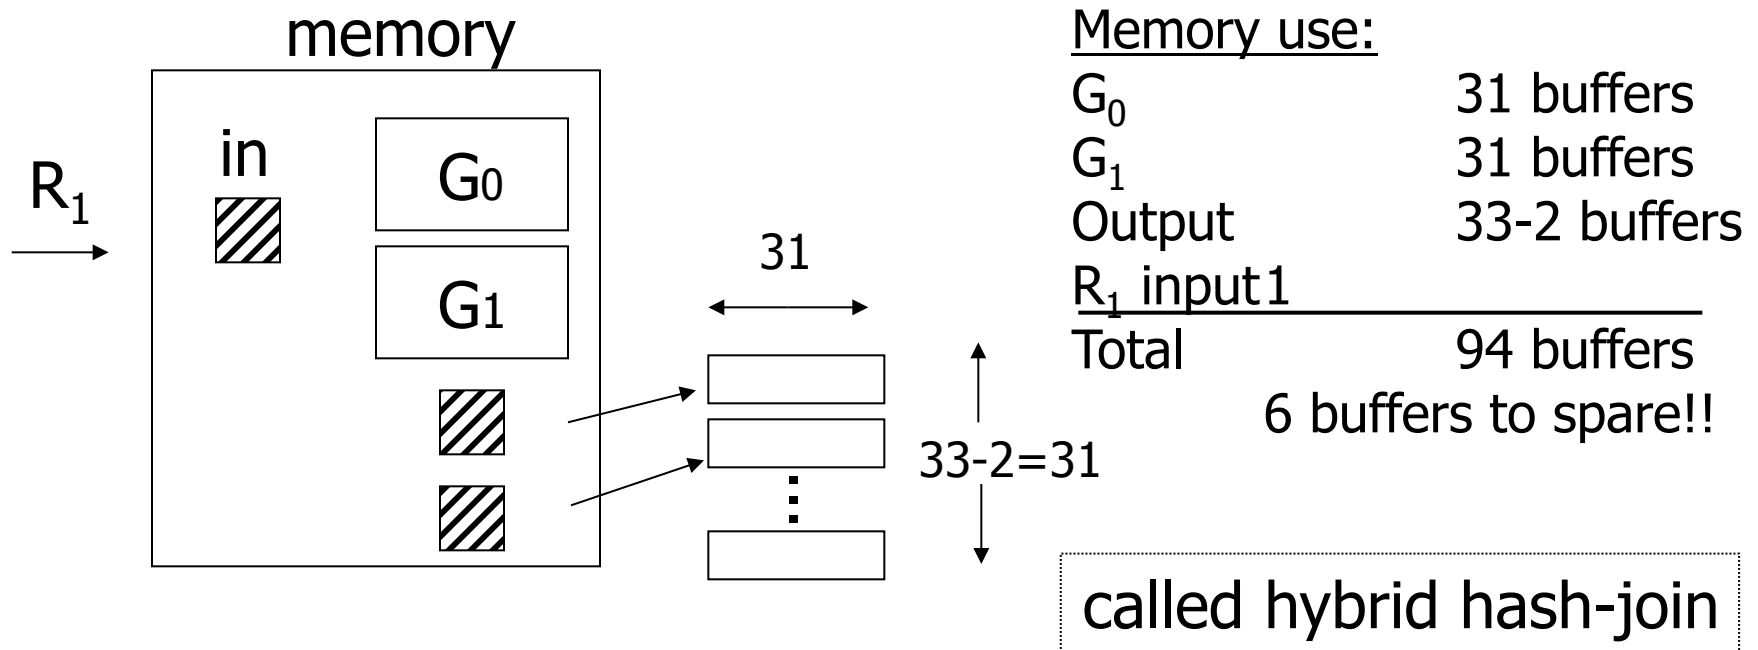 memory
in
R₁
G0
G1
31
33-2=31
Memory use:
G₀ 31 buffers
G₁ 31 buffers
Output 33-2 buffers
R₁ input 1
Total 94 buffers
6 buffers to spare!!
called hybrid hash-join